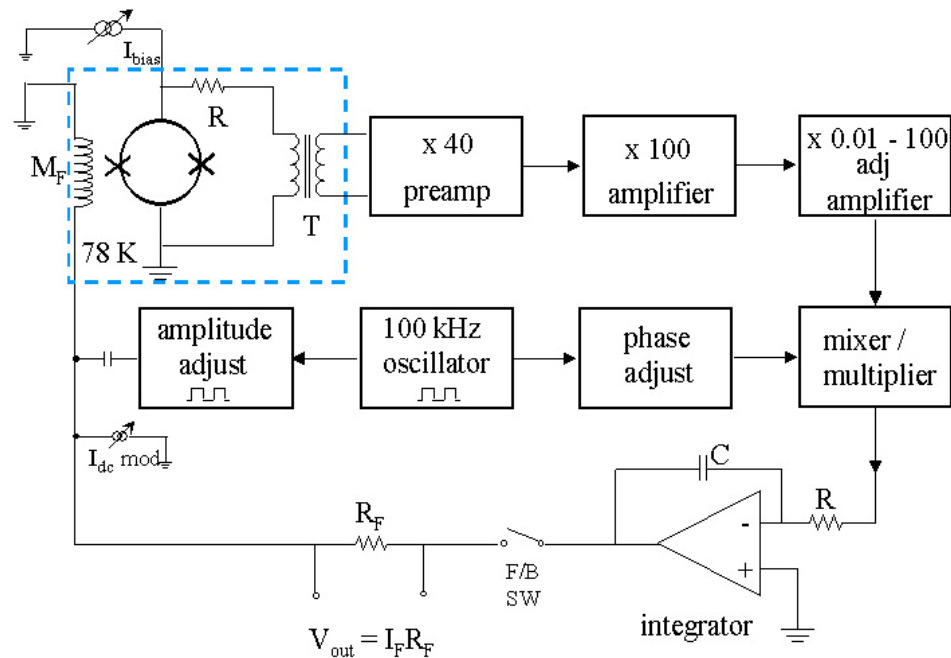 I_bias
R
M_F
T
78 K
x 40
preamp
x 100
amplifier
x 0.01 - 100
adj
amplifier
amplitude
adjust
100 kHz
oscillator
phase
adjust
mixer /
multiplier
I_dc mod
C
R
R_F
-
+
F/B
SW
integrator
V_out = I_F R_F